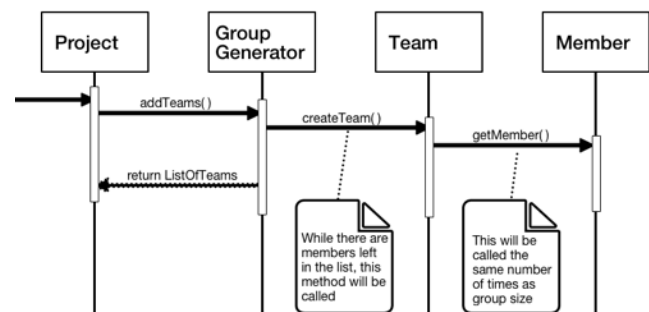 Project
Group
Generator
Team
Member
addTeams( )
createTeam( )
getMember( )
return ListOfTeams
While there are
members left
in the list, this
method will be
called
This will be
called the
same number
of times as
group size